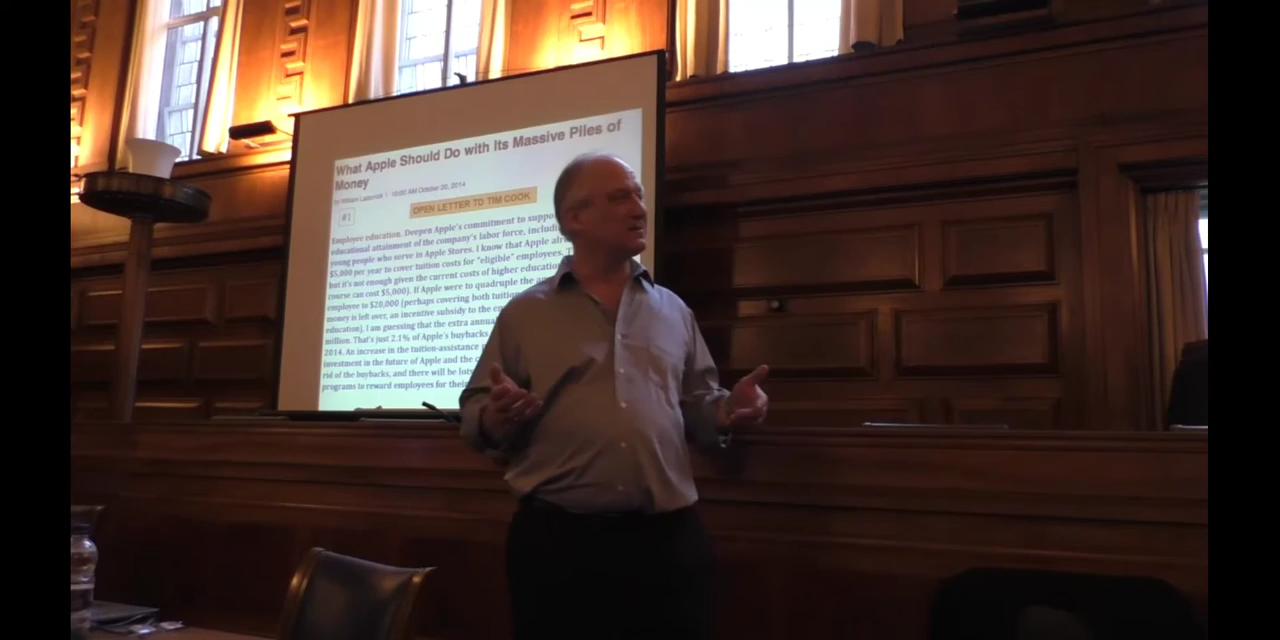 What Apple Should Do with Its Massive Piles of
Money
by William Lazonick | 10:00 AM October 20, 2014
OPEN LETTER TO TIM COOK
#1
Employee education. Deepen Apple's commitment to suppo
educational attainment of the company's labor force, includi
young people who serve in Apple Stores. I know that Apple alre
$5,000 per year to cover tuition costs for "eligible" employees. T
but it's not enough given the current costs of higher education
course can cost $5,000). If Apple were to quadruple the
employee to $20,000 (perhaps covering both tuition
money is left over, an incentive subsidy to the
education), I am guessing that the extra annua
million. That's just 2.1% of Apple's buybacks
2014. An increase in the tuition-assistance
investment in the future of Apple and the
rid of the buybacks, and there will be lots
programs to reward employees for their